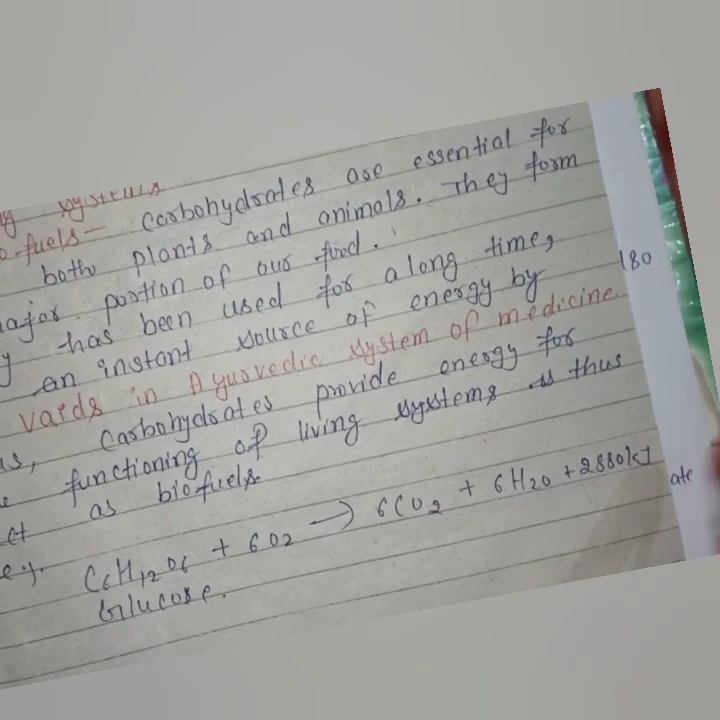 systems
fuels - Carbohydrates are essential for
both plants and animals. They form
major portion of our food.
has been used for a long time,
an instant source of energy by
Vaids in Ayurvedic system of medicine.
Carbohydrates provide energy for
functioning of living systems & thus
as biofuels
C6H12O6 + 6O2 → 6CO2 + 6H2O + 2880kJ
Glucose.
180
ate